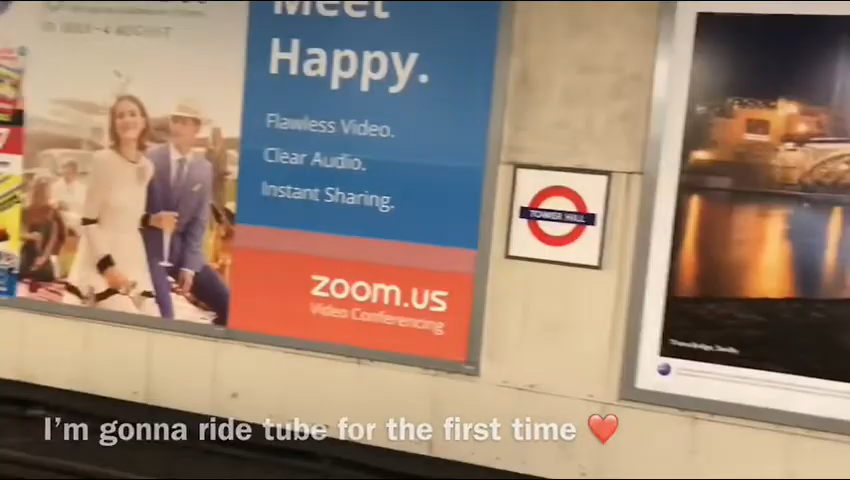 Meet
Happy.
Flawless Video.
Clear Audio.
Instant Sharing.
zoom.us
Video Conferencing
TOWER HILL
I'm gonna ride tube for the first time ❤️